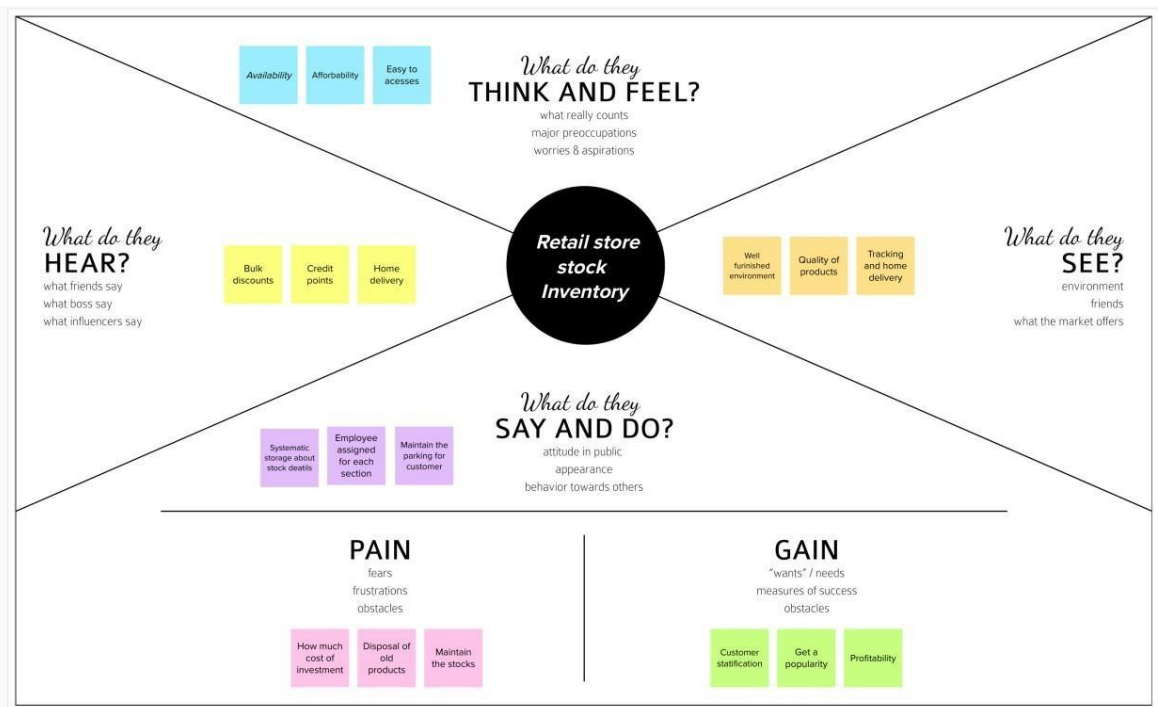 Availability
Afforbability
Easy to
acesses
What do they
THINK AND FEEL?
what really counts
major preoccupations
worries & aspirations
What do they
HEAR?
what friends say
what boss say
what influencers say
Bulk
discounts
Credit
points
Home
delivery
Retail store
stock
Inventory
Well
furinished
environment
Quality of
products
Tracking
and home
delivery
What do they
SEE?
environment
friends
what the market offers
What do they
SAY AND DO?
attitude in public
appearance
behavior towards others
Systematic
storage about
stock deatils
Employee
assigned
for each
section
Maintain the
parking for
customer
PAIN
fears
frustrations
obstacles
How much
cost of
investment
Disposal of
old
products
Maintain
the stocks
GAIN
"wants" / needs
measures of success
obstacles
Customer
statification
Get a
popularity
Profitability